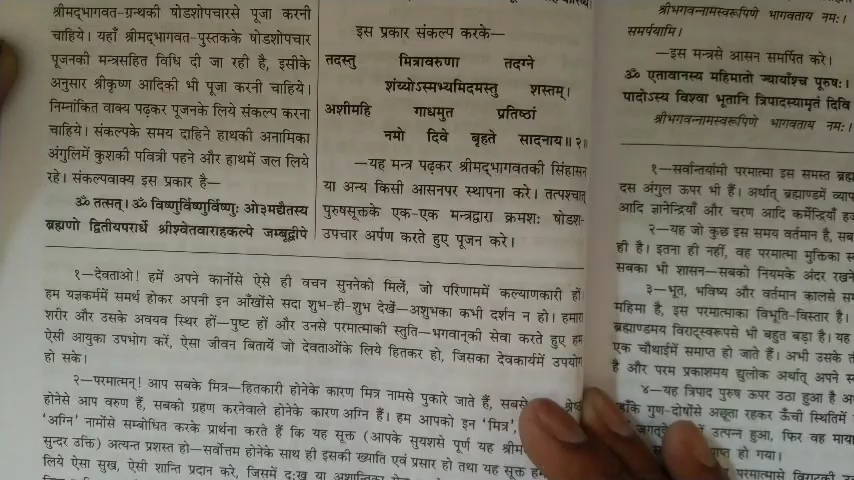 श्रीमद्भागवत-ग्रन्थकी षोडशोपचारसे पूजा करनी
चाहिये। यहाँ श्रीमद्भागवत-पुस्तकके षोडशोपचार
पूजनकी मन्त्रसहित विधि दी जा रही है, इसीके
अनुसार श्रीकृष्ण आदिकी भी पूजा करनी चाहिये।
निम्नांकित वाक्य पढ़कर पूजनके लिये संकल्प करना
चाहिये। संकल्पके समय दाहिने हाथकी अनामिका
अंगुलिमें कुशकी पवित्री पहने और हाथमें जल लिये
रहे। संकल्पवाक्य इस प्रकार है—
ॐ तत्सत्। ॐ विष्णुर्विष्णुर्विष्णुः ओ३मद्यैतस्य
ब्रह्मणो द्वितीयपरार्धे श्रीश्वेतवाराहकल्पे जम्बूद्वीपे
इस प्रकार संकल्प करके—
तदस्तु मित्रावरुणा तदग्ने
शंय्योऽस्मभ्यमिदमस्तु शस्तम्।
अशीमहि गाधमुत प्रतिष्ठां
नमो दिवे बृहते सादनाय॥ २॥
—यह मन्त्र पढ़कर श्रीमद्भागवतकी सिंहासन
या अन्य किसी आसनपर स्थापना करे। तत्पश्चात्
पुरुषसूक्तके एक-एक मन्त्रद्वारा क्रमशः षोडश-
उपचार अर्पण करते हुए पूजन करे।
१—देवताओ! हमें अपने कानोंसे ऐसे ही वचन सुननेको मिलें, जो परिणाममें कल्याणकारी हों
हम यज्ञकर्ममें समर्थ होकर अपनी इन आँखोंसे सदा शुभ-ही-शुभ देखें—अशुभका कभी दर्शन न हो। हमारा
शरीर और उसके अवयव स्थिर हों—पुष्ट हों और उनसे परमात्माकी स्तुति—भगवान्की सेवा करते हुए हम
ऐसी आयुका उपभोग करें, ऐसा जीवन बितायें जो देवताओंके लिये हितकर हो, जिसका देवकार्यमें उपयोग
हो सके।
२—परमात्मन्! आप सबके मित्र—हितकारी होनेके कारण मित्र नामसे पुकारे जाते हैं, सबसे श्रेष्ठ
होनेसे आप वरुण हैं, सबको ग्रहण करनेवाले होनेके कारण अग्नि हैं। हम आपको इन 'मित्र',
'अग्नि' नामोंसे सम्बोधित करके प्रार्थना करते हैं कि यह सूक्त (आपके सुयशसे पूर्ण यह
सुन्दर उक्ति) अत्यन्त प्रशस्त हो—सर्वोत्तम होनेके साथ ही इसकी ख्याति एवं प्रसार हो तथा यह सूक्त
लिये ऐसा सुख, ऐसी शान्ति प्रदान करे, जिसमें दुःख या
श्रीभगवन्नामस्वरूपिणे भागवताय नमः।
समर्पयामि।
—इस मन्त्रसे आसन समर्पित करे।
ॐ एतावानस्य महिमातो ज्यायाँश्च पूरुषः।
पादोऽस्य विश्वा भूतानि त्रिपादस्यामृतं दिवि
श्रीभगवन्नामस्वरूपिणे भागवताय नमः।
१—सर्वान्तर्यामी परमात्मा इस समस्त
दस अंगुल ऊपर भी हैं। अर्थात् ब्रह्माण्डमें
आदि ज्ञानेन्द्रियाँ और चरण आदि कर्मेन्द्रियाँ
२—यह जो कुछ इस समय वर्तमान है, सब
ही है। इतना ही नहीं, वह परमात्मा मुक्तिका
सबका भी शासन—सबको नियमके अंदर रखने
३—भूत, भविष्य और वर्तमान कालसे
महिमा है, इस परमात्माका विभूति-विस्तार है।
ब्रह्माण्डमय विराट्स्वरूपसे भी बहुत बड़ा है। यह
एक चौथाईमें समाप्त हो जाते हैं। अभी उसके
है और परम प्रकाशमय द्युलोक अर्थात् अपने
४—यह त्रिपाद पुरुष ऊपर उठा हुआ है
गुण-दोषोंसे अछूता रहकर ऊँची स्थितिमें
उत्पन्न हुआ, फिर वह
हो गया।